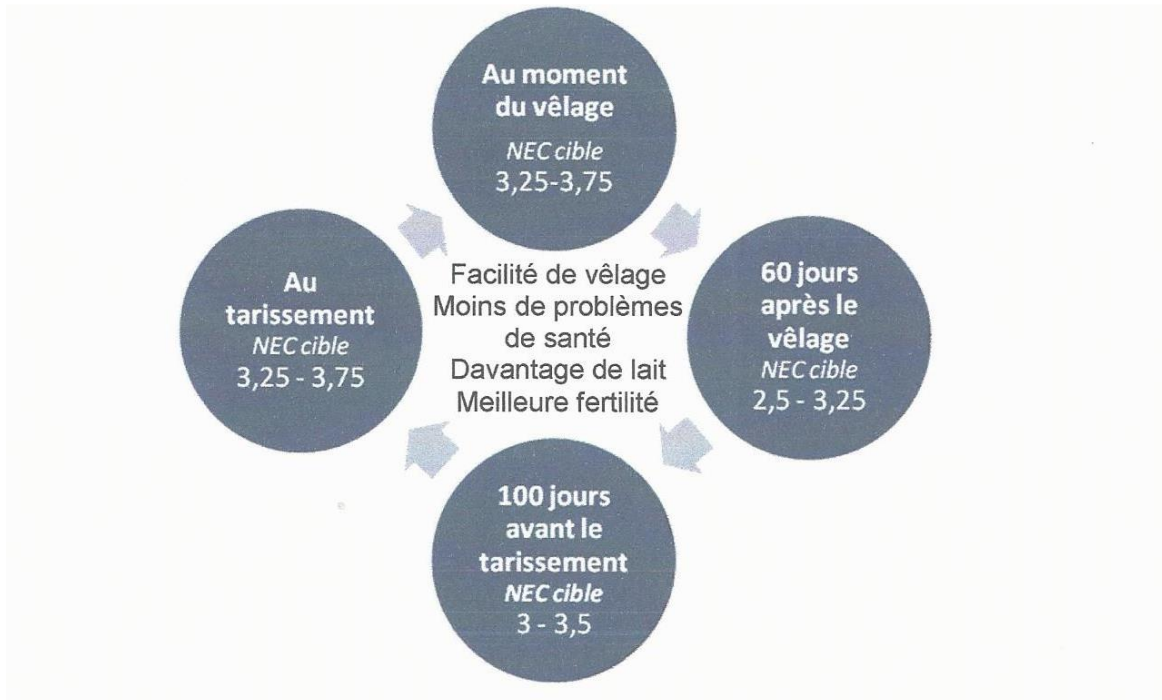 Au moment
du vêlage
NEC cible
3,25-3,75
60 jours
après le
vêlage
NEC cible
2,5 - 3,25
100 jours
avant le
tarissement
NEC cible
3 - 3,5
Au
tarissement
NEC cible
3,25 - 3,75
Facilité de vêlage
Moins de problèmes
de santé
Davantage de lait
Meilleure fertilité